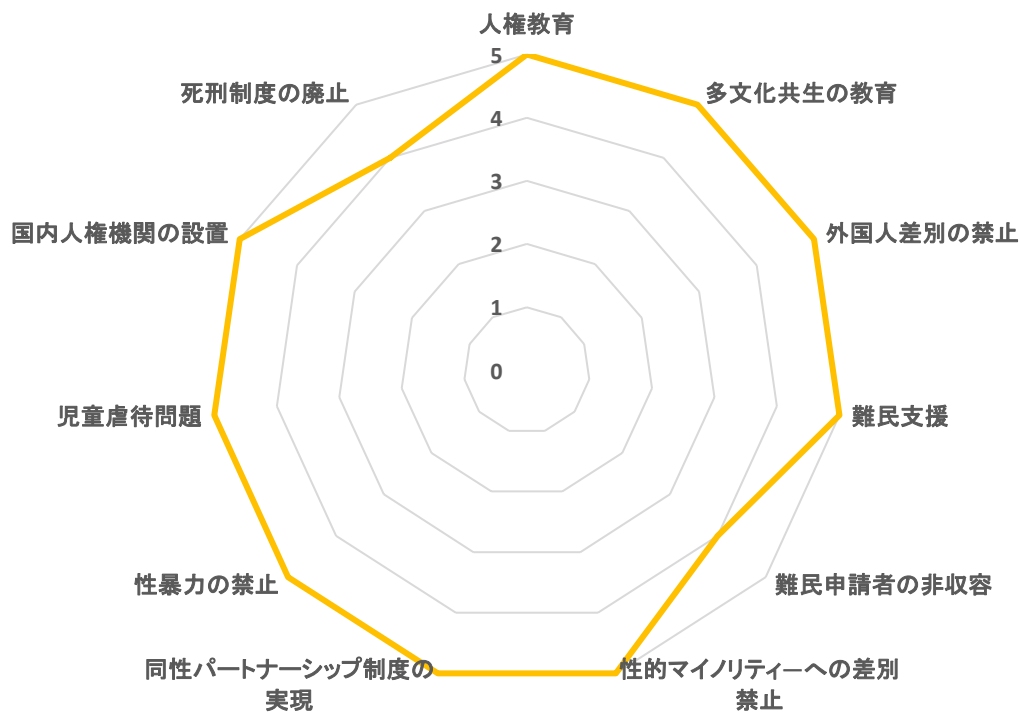 人権教育
5
死刑制度の廃止
多文化共生の教育
4
3
国内人権機関の設置
外国人差別の禁止
2
1
0
児童虐待問題
難民支援
性暴力の禁止
難民申請者の非収容
同性パートナーシップ制度の
実現
性的マイノリティーへの差別
禁止